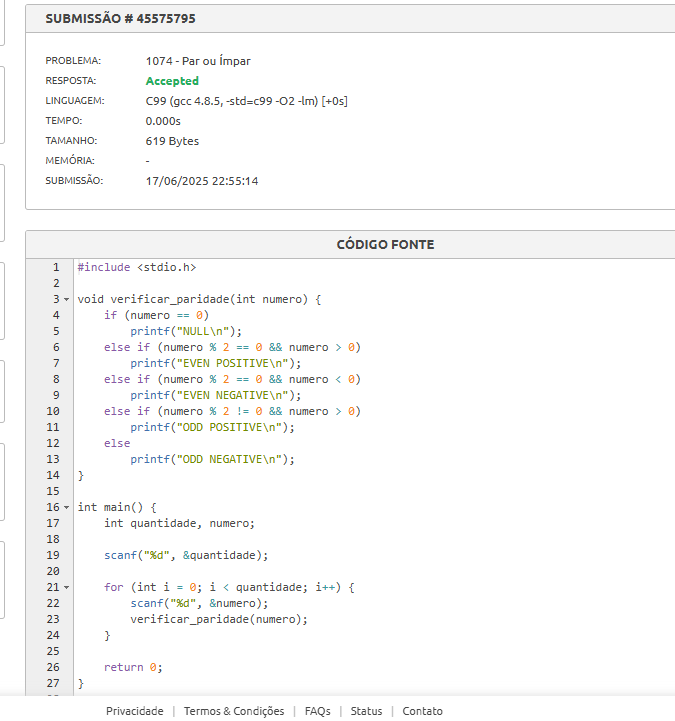 SUBMISSÃO # 45575795
PROBLEMA: 1074 - Par ou Ímpar
RESPOSTA: Accepted
LINGUAGEM: C99 (gcc 4.8.5, -std=c99 -O2 -lm) [+0s]
TEMPO: 0.000s
TAMANHO: 619 Bytes
MEMÓRIA: -
SUBMISSÃO: 17/06/2025 22:55:14
CÓDIGO FONTE
1 #include <stdio.h>
2
3 void verificar_paridade(int numero) {
4     if (numero == 0)
5         printf("NULL\n");
6     else if (numero % 2 == 0 && numero > 0)
7         printf("EVEN POSITIVE\n");
8     else if (numero % 2 == 0 && numero < 0)
9         printf("EVEN NEGATIVE\n");
10     else if (numero % 2 != 0 && numero > 0)
11         printf("ODD POSITIVE\n");
12     else
13         printf("ODD NEGATIVE\n");
14 }
15
16 int main() {
17     int quantidade, numero;
18
19     scanf("%d", &quantidade);
20
21     for (int i = 0; i < quantidade; i++) {
22         scanf("%d", &numero);
23         verificar_paridade(numero);
24     }
25
26     return 0;
27 }
Privacidade | Termos & Condições | FAQs | Status | Contato